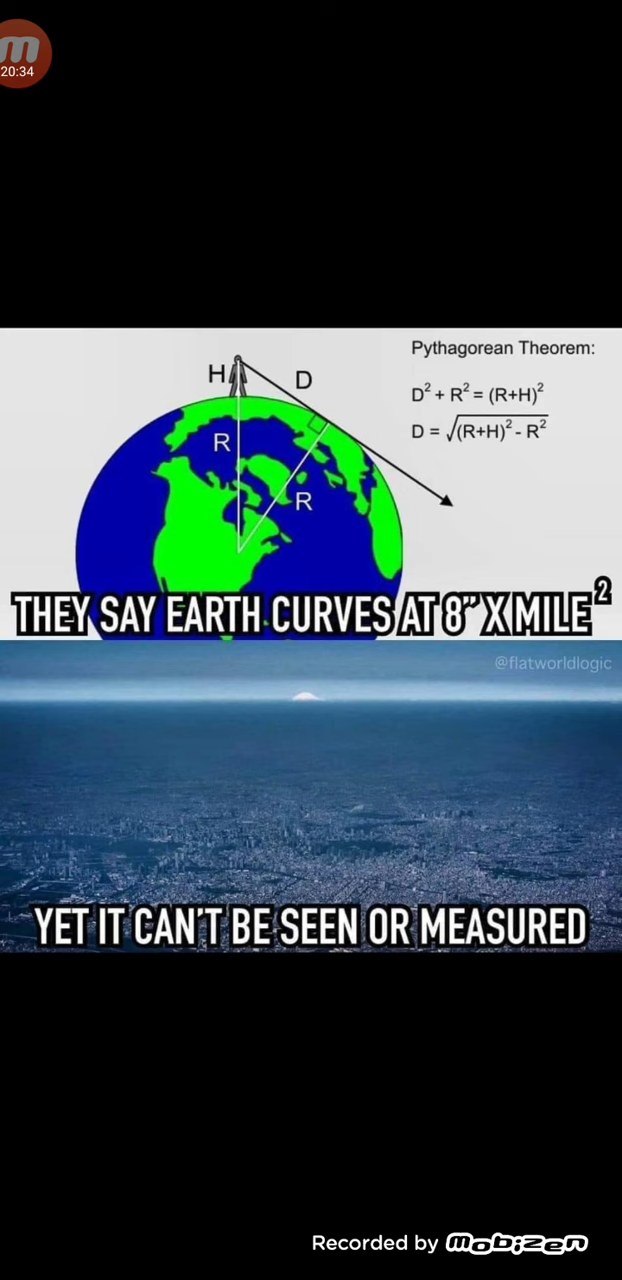 m
20:34
Pythagorean Theorem:
H
D
D² + R² = (R+H)²
D = √(R+H)² - R²
R
R
THEY SAY EARTH CURVES AT 8" X MILE²
@flatworldlogic
YET IT CAN'T BE SEEN OR MEASURED
Recorded by Mobizen